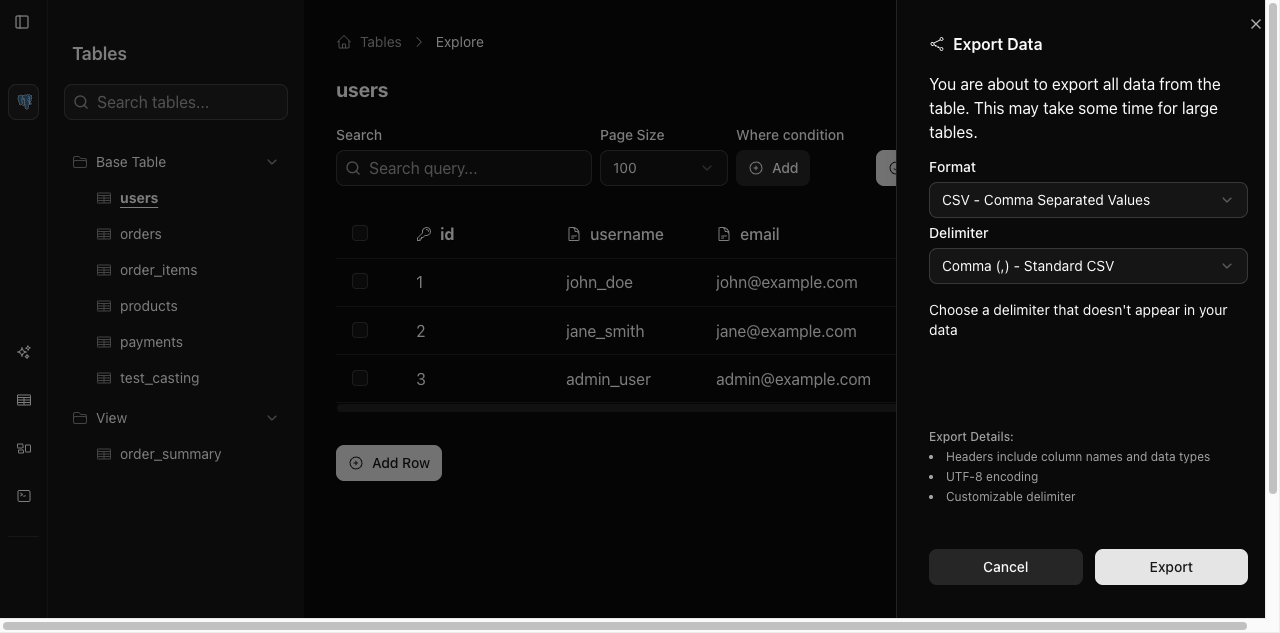 Tables
Search tables...
Base Table
users
orders
order_items
products
payments
test_casting
View
order_summary
Tables
Explore
users
Search
Page Size
Where condition
Search query...
100
Add
id
username
email
1
john_doe
john@example.com
2
jane_smith
jane@example.com
3
admin_user
admin@example.com
Add Row
Export Data
You are about to export all data from the
table. This may take some time for large
tables.
Format
CSV - Comma Separated Values
Delimiter
Comma (,) - Standard CSV
Choose a delimiter that doesn't appear in your
data
Export Details:
• Headers include column names and data types
• UTF-8 encoding
• Customizable delimiter
Cancel
Export